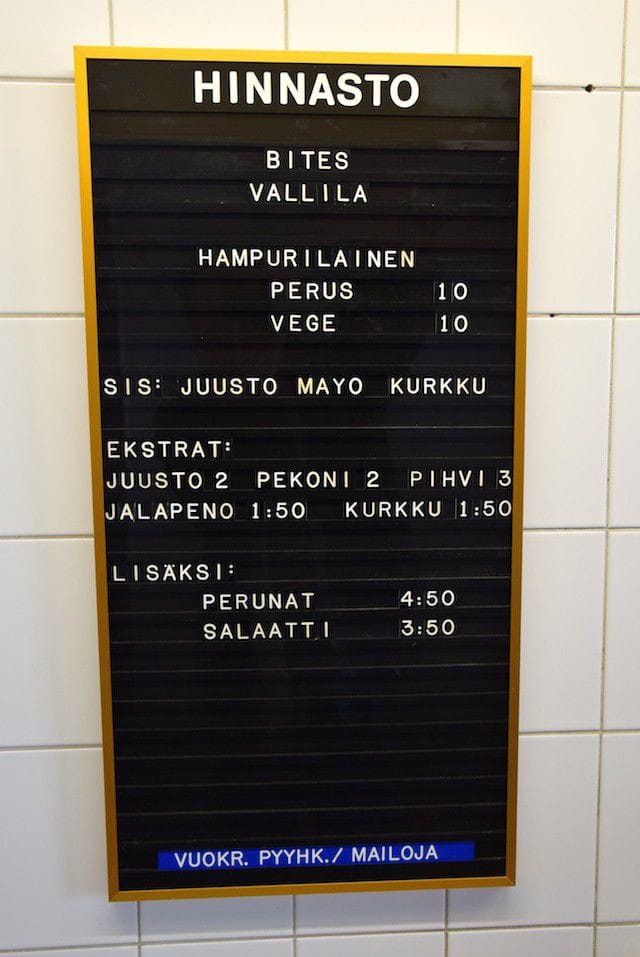 HINNASTO
BITES
VALLILA
HAMPURILAINEN
PERUS 10
VEGE 10
SIS: JUUSTO MAYO KURKKU
EKSTRAT:
JUUSTO 2 PEKONI 2 PIHVI 3
JALAPENO 1:50 KURKKU 1:50
LISÄKSI:
PERUNAT 4:50
SALAATTI 3:50
VUOKR. PYYHK./ MAILOJA